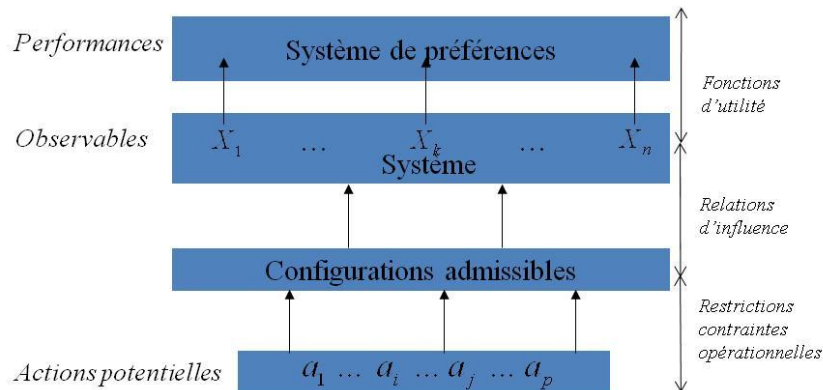 Performances
Système de préférences
Fonctions
d'utilité
Observables
X₁ ... Xₖ ... Xₙ
Système
Relations
d'influence
Configurations admissibles
Restrictions
contraintes
opérationnelles
Actions potentielles
a₁ ... aᵢ ... aⱼ ... aₚ